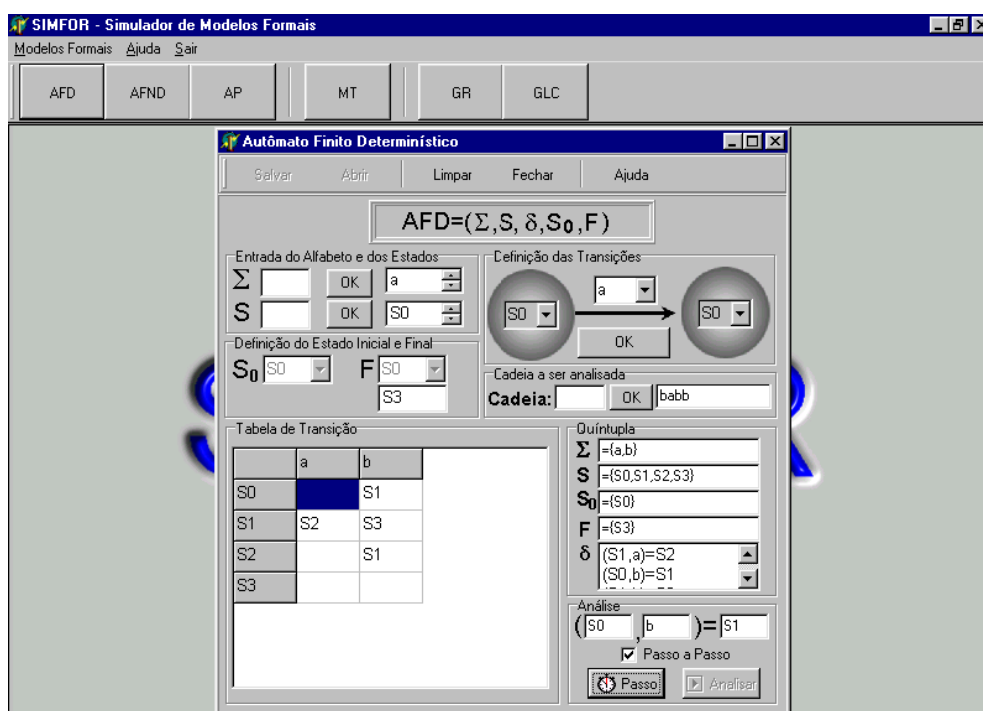 SIMFOR - Simulador de Modelos Formais
Modelos Formais Ajuda Sair
AFD AFND AP MT GR GLC
Autômato Finito Determinístico
Salvar Abrir Limpar Fechar Ajuda
AFD=(Σ,S, δ,S0,F)
Entrada do Alfabeto e dos Estados
Σ OK a
S OK S0
Definição do Estado Inicial e Final
S0 S0 F S0
S3
Definição das Transições
a
S0 S0
OK
Cadeia a ser analisada
Cadeia: OK babb
Tabela de Transição
a b
S0 S1
S1 S2 S3
S2 S1
S3
Quíntupla
Σ ={a,b}
S ={S0,S1,S2,S3}
S0 ={S0}
F ={S3}
δ (S1,a)=S2
(S0,b)=S1
Análise
(S0 ,b )= S1
Passo a Passo
Passo Analisar